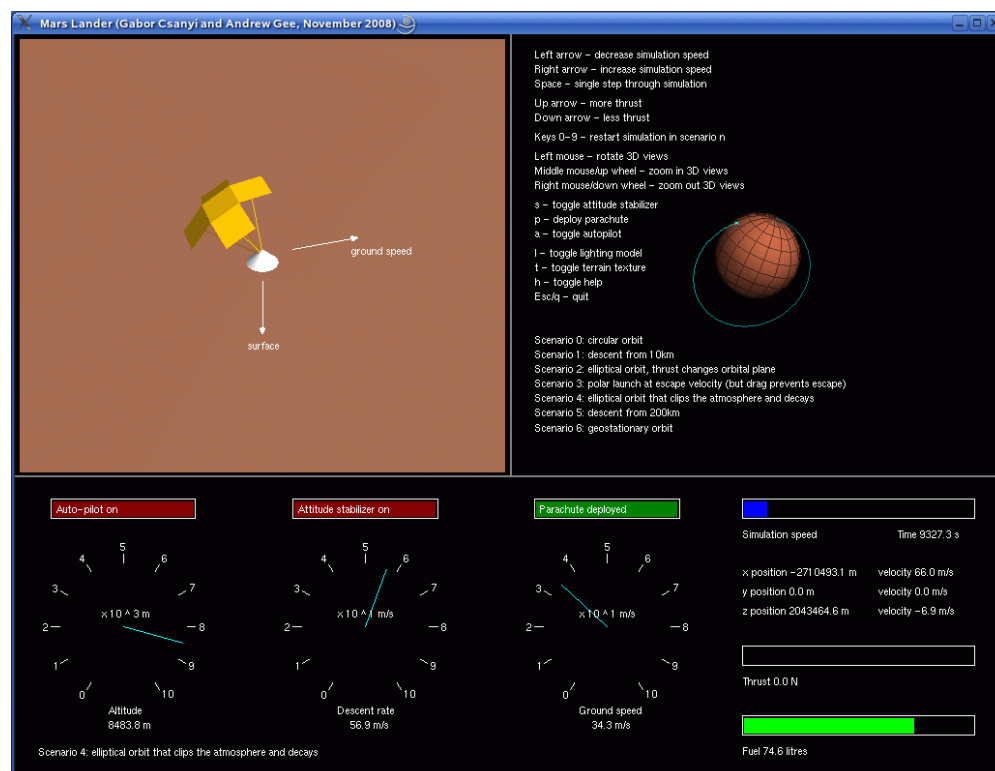 Mars Lander (Gabor Csanyi and Andrew Gee, November 2008)
ground speed
surface
Left arrow – decrease simulation speed
Right arrow – increase simulation speed
Space – single step through simulation
Up arrow – more thrust
Down arrow – less thrust
Keys 0–9 – restart simulation in scenario n
Left mouse – rotate 3D views
Middle mouse/up wheel – zoom in 3D views
Right mouse/down wheel – zoom out 3D views
s – toggle attitude stabilizer
p – deploy parachute
a – toggle autopilot
l – toggle lighting model
t – toggle terrain texture
h – toggle help
Esc/q – quit
Scenario 0: circular orbit
Scenario 1: descent from 10km
Scenario 2: elliptical orbit, thrust changes orbital plane
Scenario 3: polar launch at escape velocity (but drag prevents escape)
Scenario 4: elliptical orbit that clips the atmosphere and decays
Scenario 5: descent from 200km
Scenario 6: geostationary orbit
Auto-pilot on
0 1 2 3 4 5 6 7 8 9 10
x10^3 m
Altitude
8483.8 m
Attitude stabilizer on
0 1 2 3 4 5 6 7 8 9 10
x10^1 m/s
Descent rate
56.9 m/s
Parachute deployed
0 1 2 3 4 5 6 7 8 9 10
x10^1 m/s
Ground speed
34.3 m/s
Simulation speed Time 9327.3 s
x position −2710493.1 m velocity 66.0 m/s
y position 0.0 m velocity 0.0 m/s
z position 2043464.6 m velocity −6.9 m/s
Thrust 0.0 N
Fuel 74.6 litres
Scenario 4: elliptical orbit that clips the atmosphere and decays